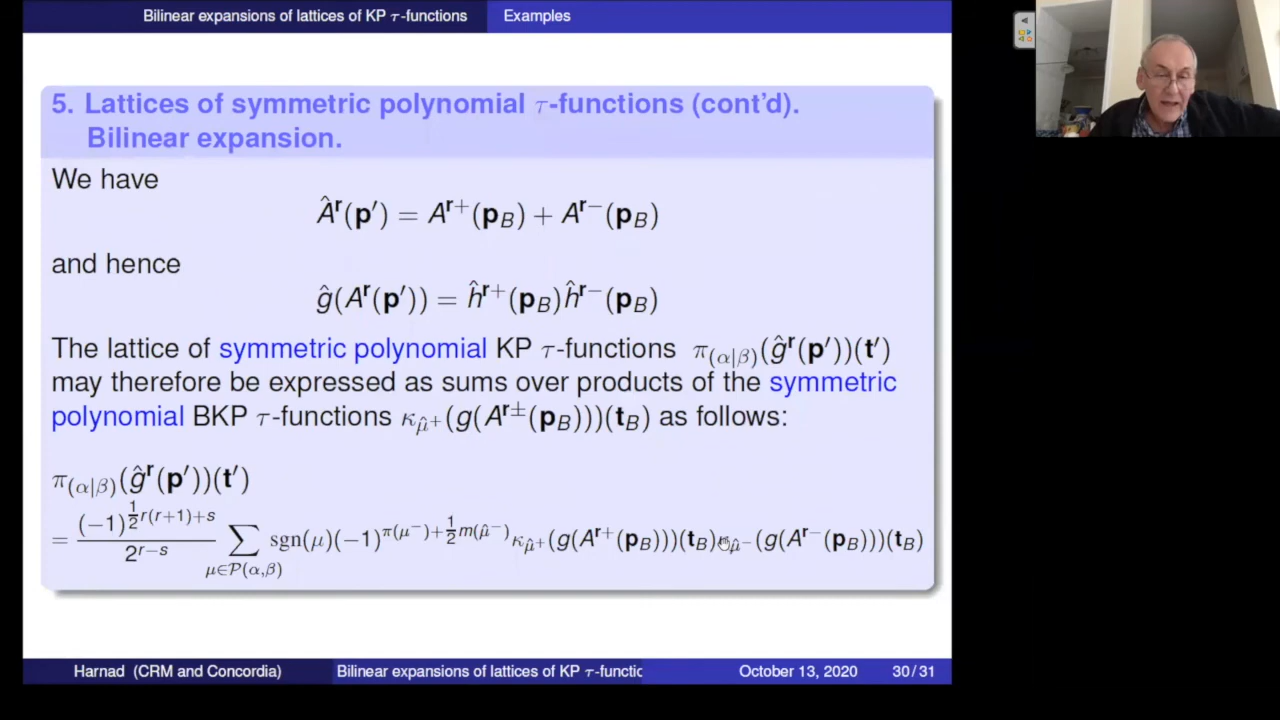 Bilinear expansions of lattices of KP τ-functions Examples
5. Lattices of symmetric polynomial τ-functions (cont'd).
Bilinear expansion.
We have
Â^𝐫(𝐩′) = A^{𝐫+}(𝐩_B) + A^{𝐫−}(𝐩_B)
and hence
ĝ(A^𝐫(𝐩′)) = ĥ^{𝐫+}(𝐩_B)ĥ^{𝐫−}(𝐩_B)
The lattice of symmetric polynomial KP τ-functions π_{(α|β)}(ĝ^𝐫(𝐩′))(𝐭′)
may therefore be expressed as sums over products of the symmetric
polynomial BKP τ-functions κ_{μ̂^+}(g(A^{𝐫±}(𝐩_B)))(𝐭_B) as follows:
π_{(α|β)}(ĝ^𝐫(𝐩′))(𝐭′)
= \frac{(−1)^{\frac{1}{2}r(r+1)+s}}{2^{r−s}} ∑_{μ∈𝒫(α,β)} sgn(μ)(−1)^{π(μ^−)+\frac{1}{2}m(μ̂^−)} κ_{μ̂^+}(g(A^{𝐫+}(𝐩_B)))(𝐭_B)κ_{μ̂^−}(g(A^{𝐫−}(𝐩_B)))(𝐭_B)
Harnad (CRM and Concordia) Bilinear expansions of lattices of KP τ-functic October 13, 2020 30/31